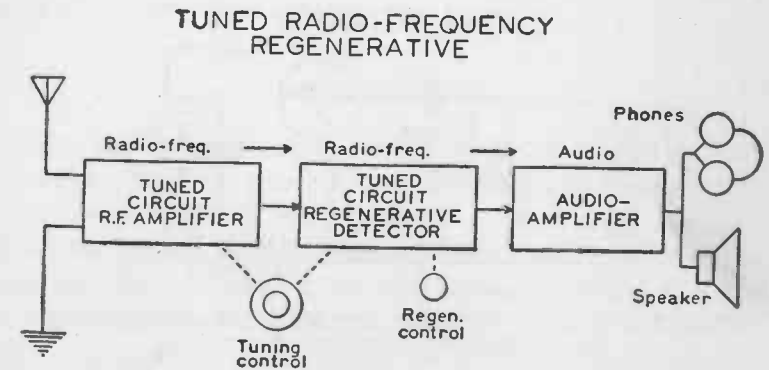 TUNED RADIO-FREQUENCY
REGENERATIVE
Phones
Radio-freq.
Radio-freq.
Audio
TUNED
CIRCUIT
R.F. AMPLIFIER
TUNED
CIRCUIT
REGENERATIVE
DETECTOR
AUDIO-
AMPLIFIER
Speaker
Regen.
control
Tuning
control